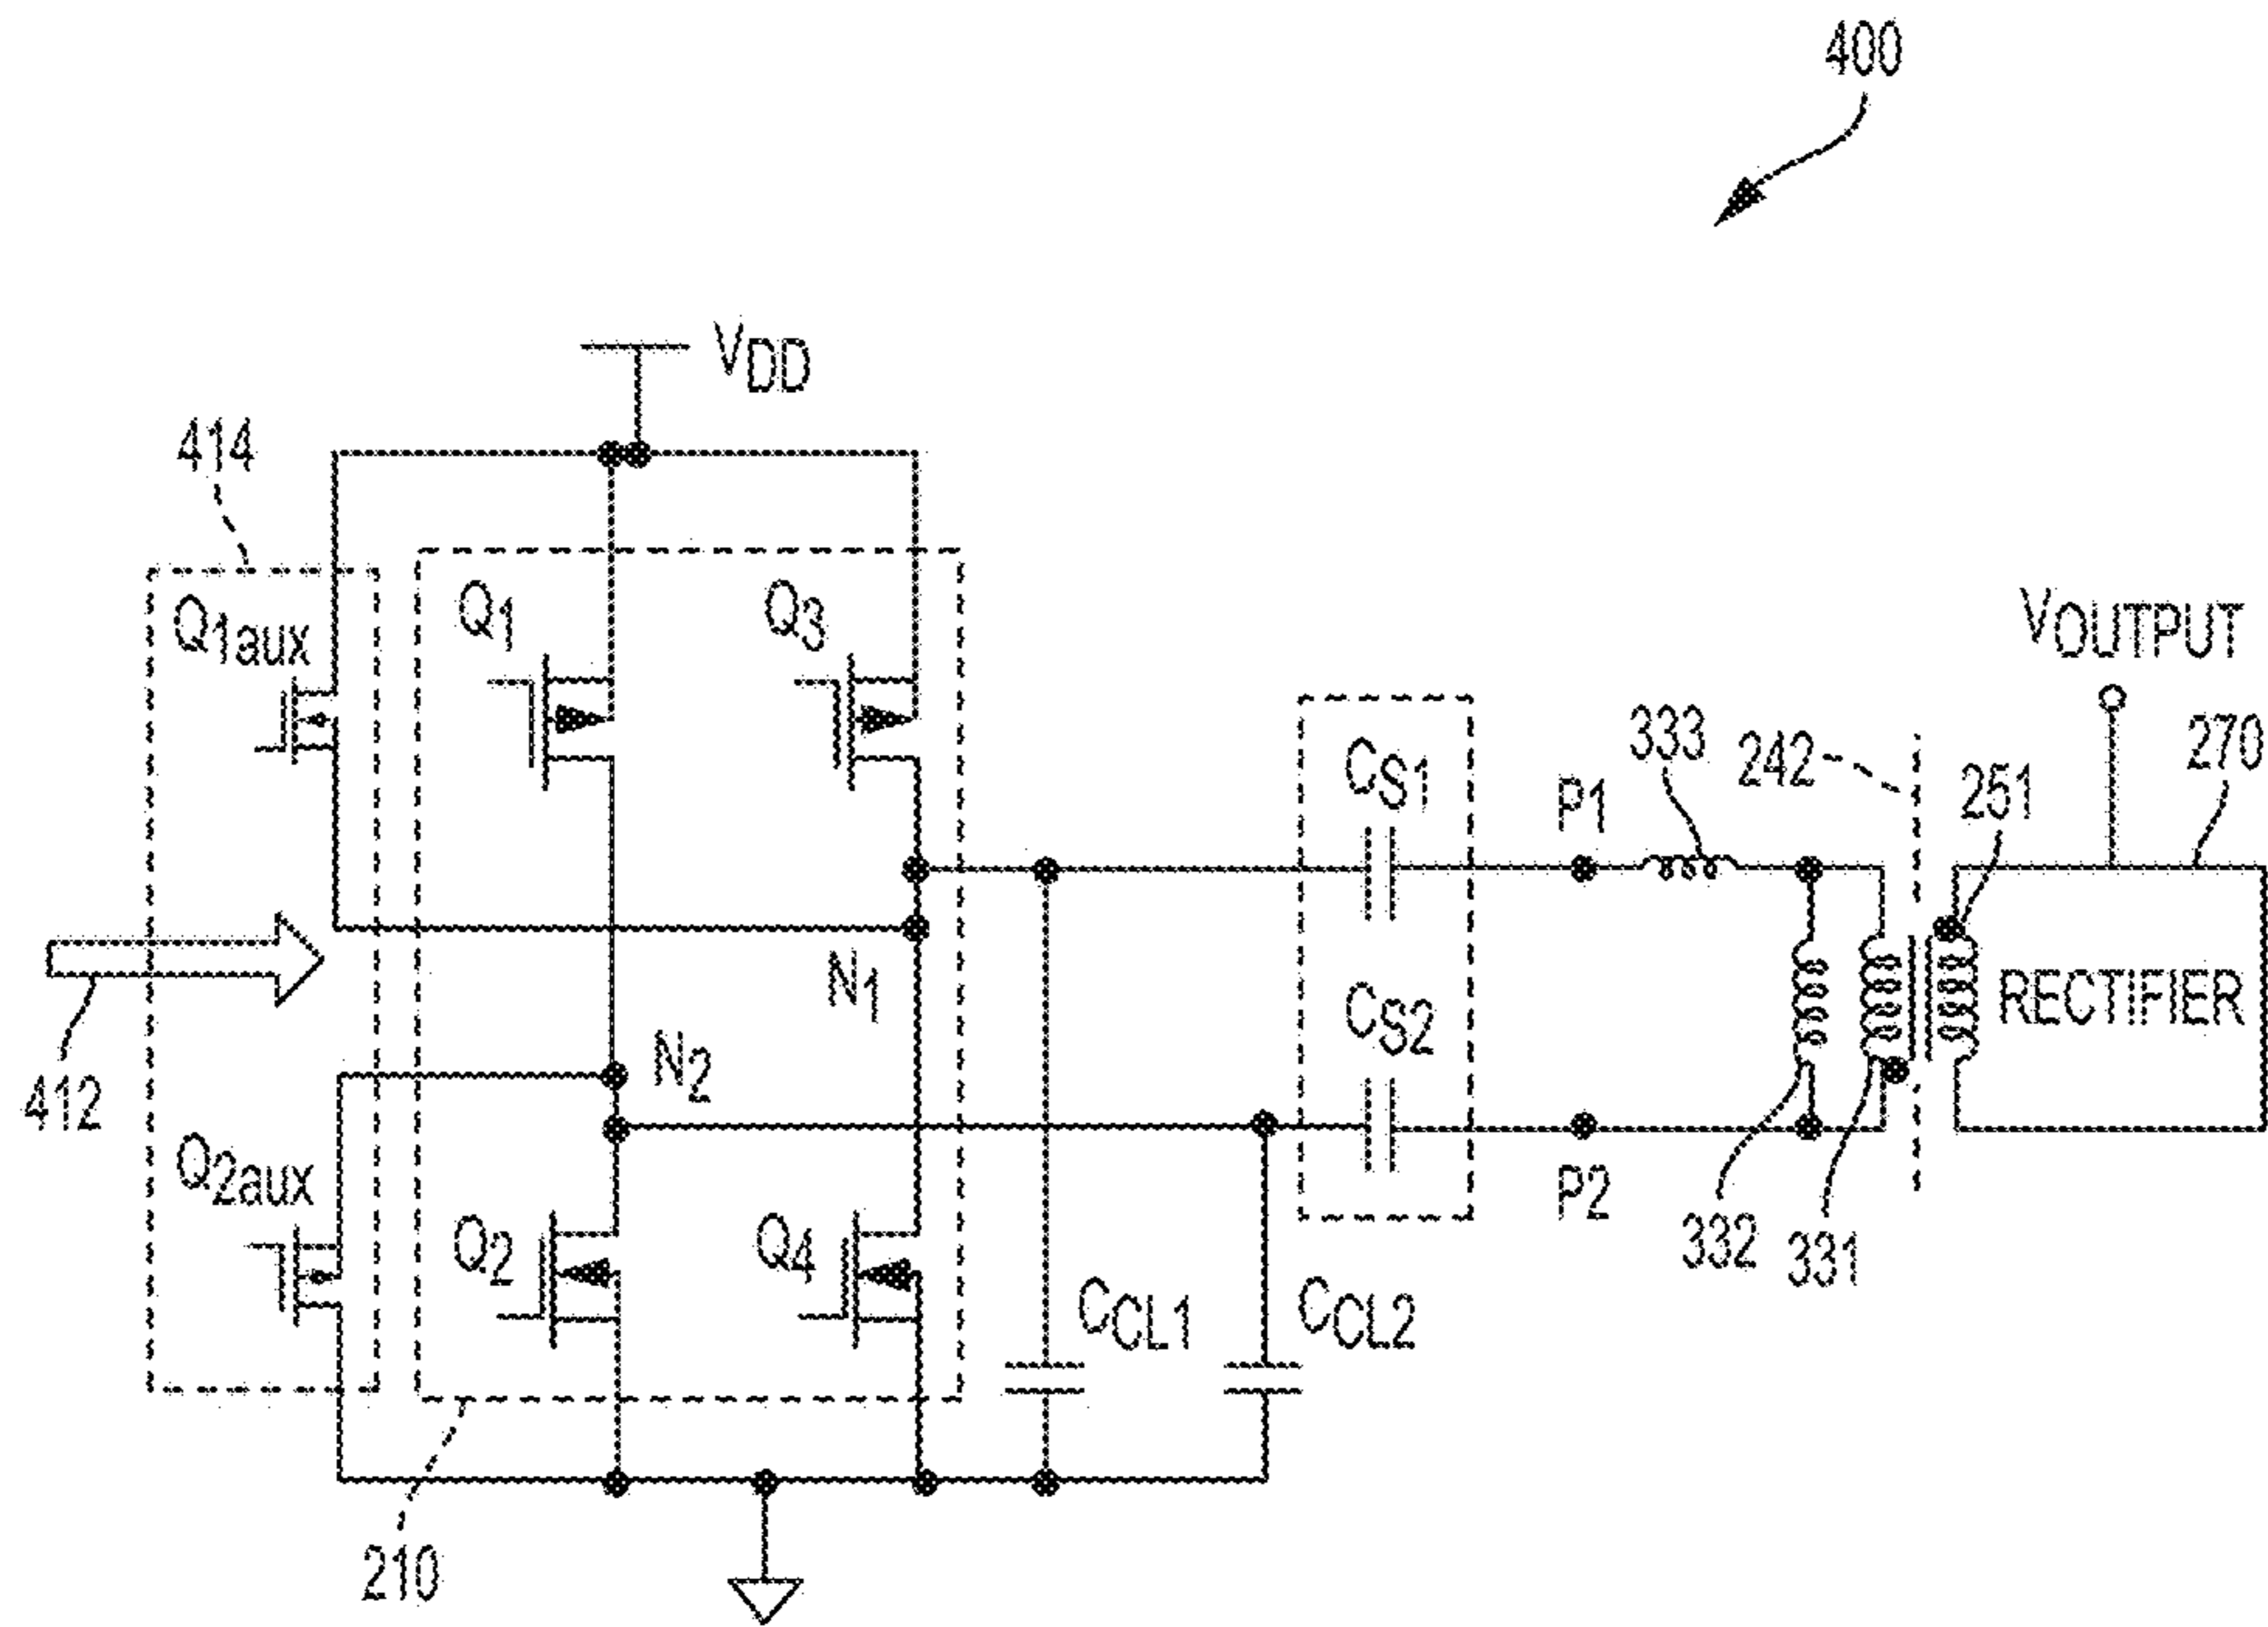 400
VDD
414
Q1aux
Q1
Q3
VOUTPUT
CS1
P1
333
242
251
270
N1
RECTIFIER
412
N2
CS2
P2
332
331
Q2aux
Q2
Q4
CCL1
CCL2
210